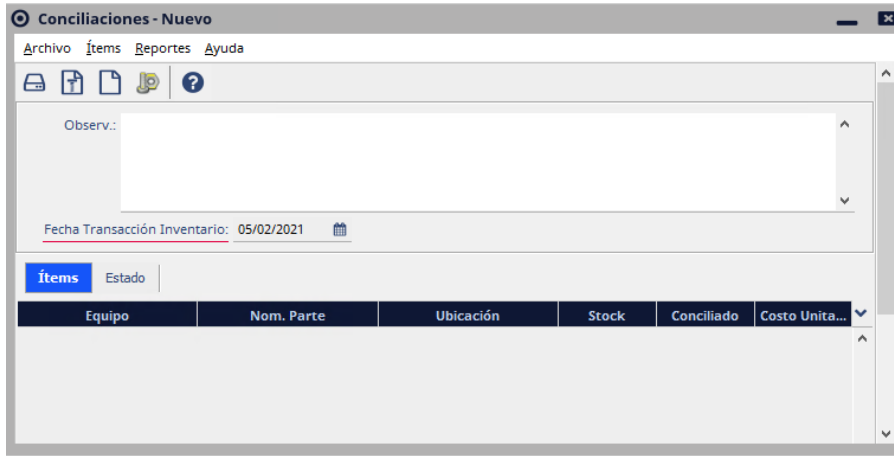 Conciliaciones - Nuevo
Archivo Ítems Reportes Ayuda
Observ.:
Fecha Transacción Inventario: 05/02/2021
Ítems Estado
Equipo Nom. Parte Ubicación Stock Conciliado Costo Unita...